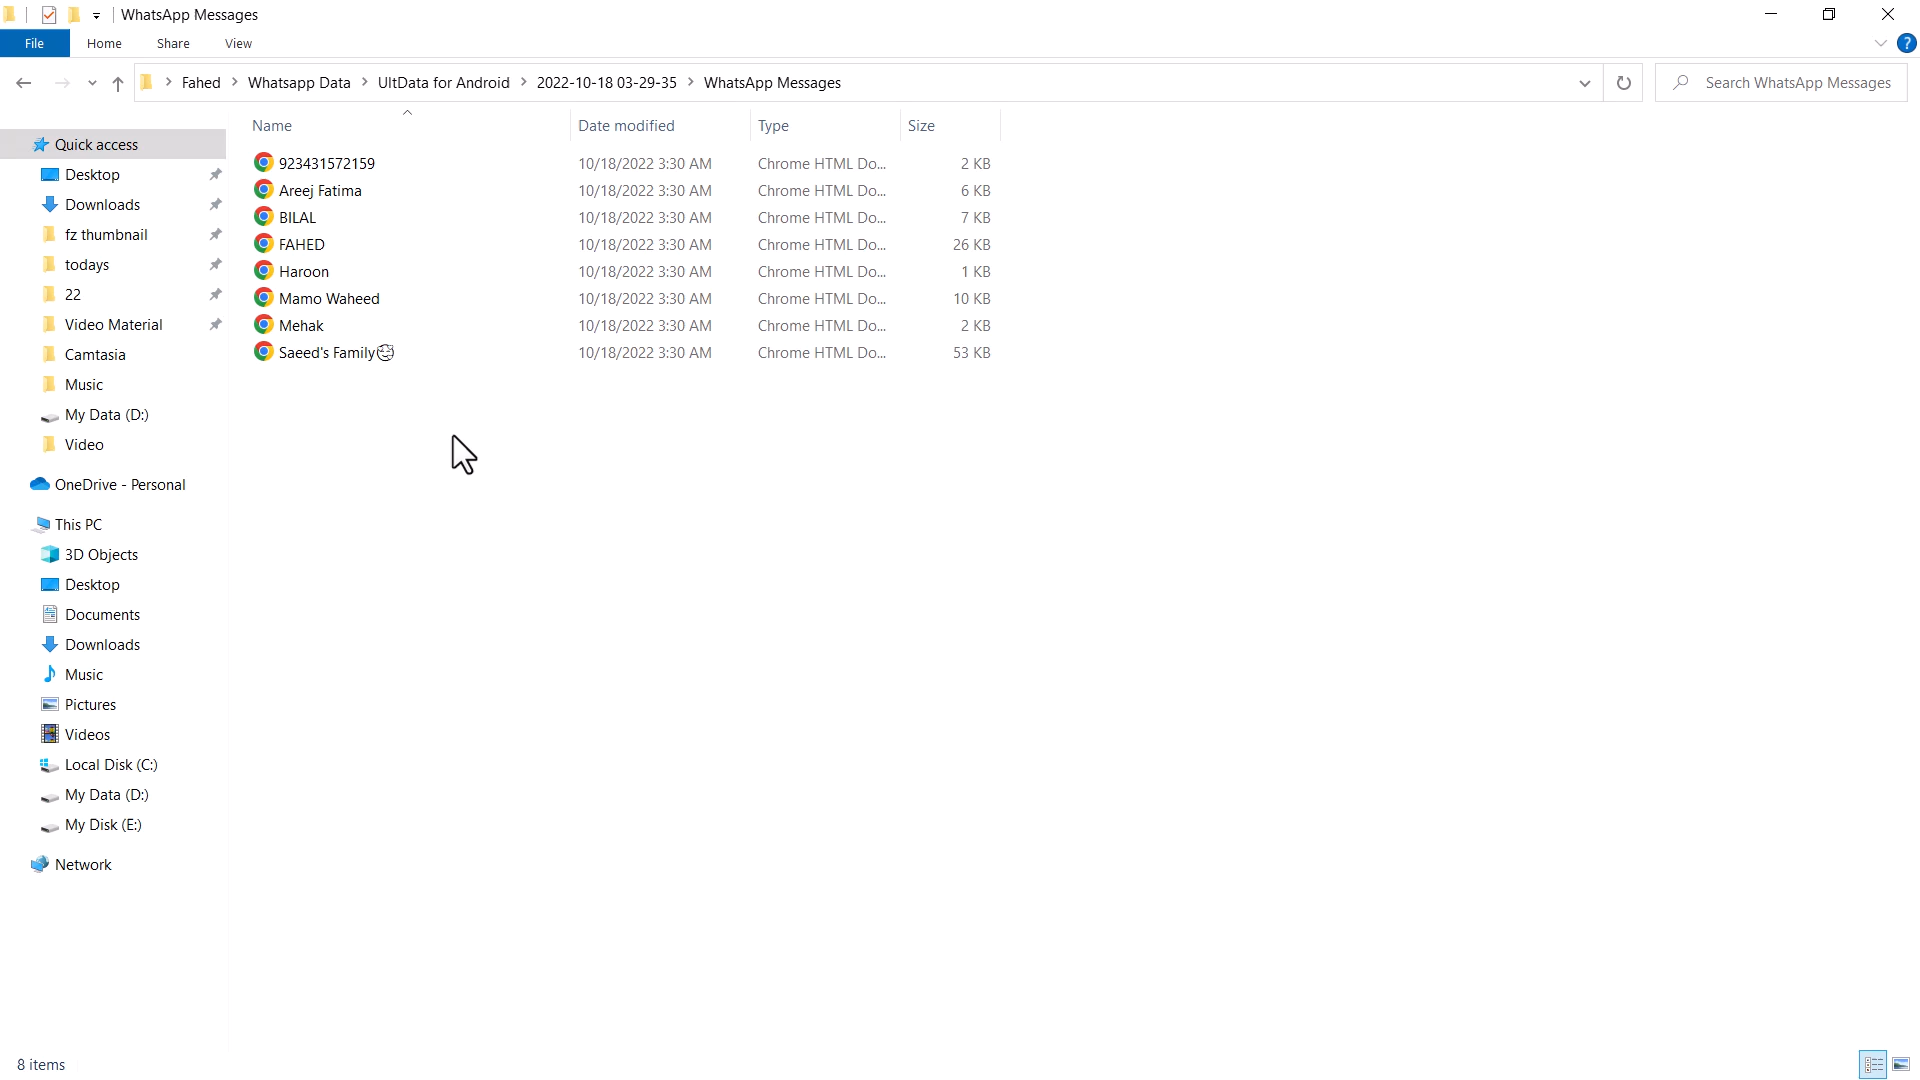 WhatsApp Messages
File Home Share View
Fahed Whatsapp Data UltData for Android 2022-10-18 03-29-35 WhatsApp Messages
Search WhatsApp Messages
Name Date modified Type Size
923431572159 10/18/2022 3:30 AM Chrome HTML Do... 2 KB
Areej Fatima 10/18/2022 3:30 AM Chrome HTML Do... 6 KB
BILAL 10/18/2022 3:30 AM Chrome HTML Do... 7 KB
FAHED 10/18/2022 3:30 AM Chrome HTML Do... 26 KB
Haroon 10/18/2022 3:30 AM Chrome HTML Do... 1 KB
Mamo Waheed 10/18/2022 3:30 AM Chrome HTML Do... 10 KB
Mehak 10/18/2022 3:30 AM Chrome HTML Do... 2 KB
Saeed's Family 10/18/2022 3:30 AM Chrome HTML Do... 53 KB
Quick access
Desktop
Downloads
fz thumbnail
todays
22
Video Material
Camtasia
Music
My Data (D:)
Video
OneDrive - Personal
This PC
3D Objects
Desktop
Documents
Downloads
Music
Pictures
Videos
Local Disk (C:)
My Data (D:)
My Disk (E:)
Network
8 items